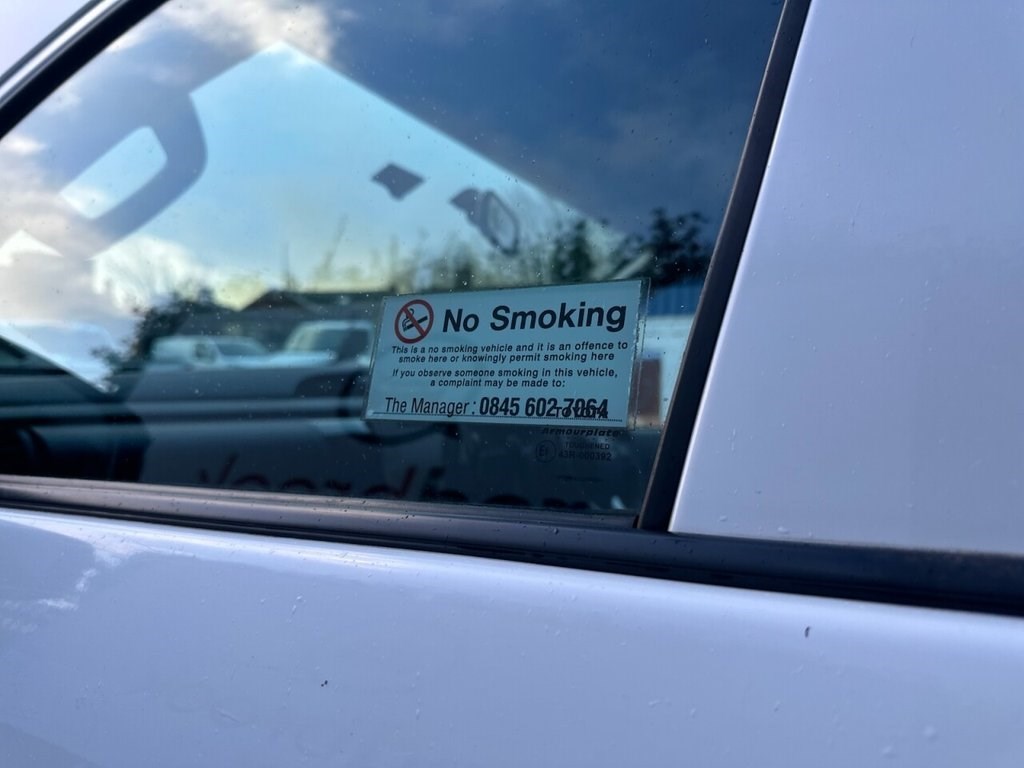 No Smoking
This is a no smoking vehicle and it is an offence to
smoke here or knowingly permit smoking here
If you observe someone smoking in this vehicle,
a complaint may be made to:
The Manager : 0845 602 7964
TOYOTA
armourplate
TOUGHENED